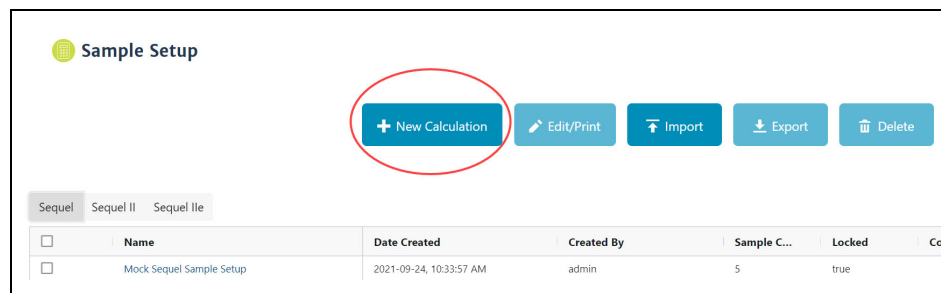 Sample Setup
New Calculation Edit/Print Import Export Delete
Sequel Sequel II Sequel IIe
Name Date Created Created By Sample C... Locked Co
Mock Sequel Sample Setup 2021-09-24, 10:33:57 AM admin 5 true